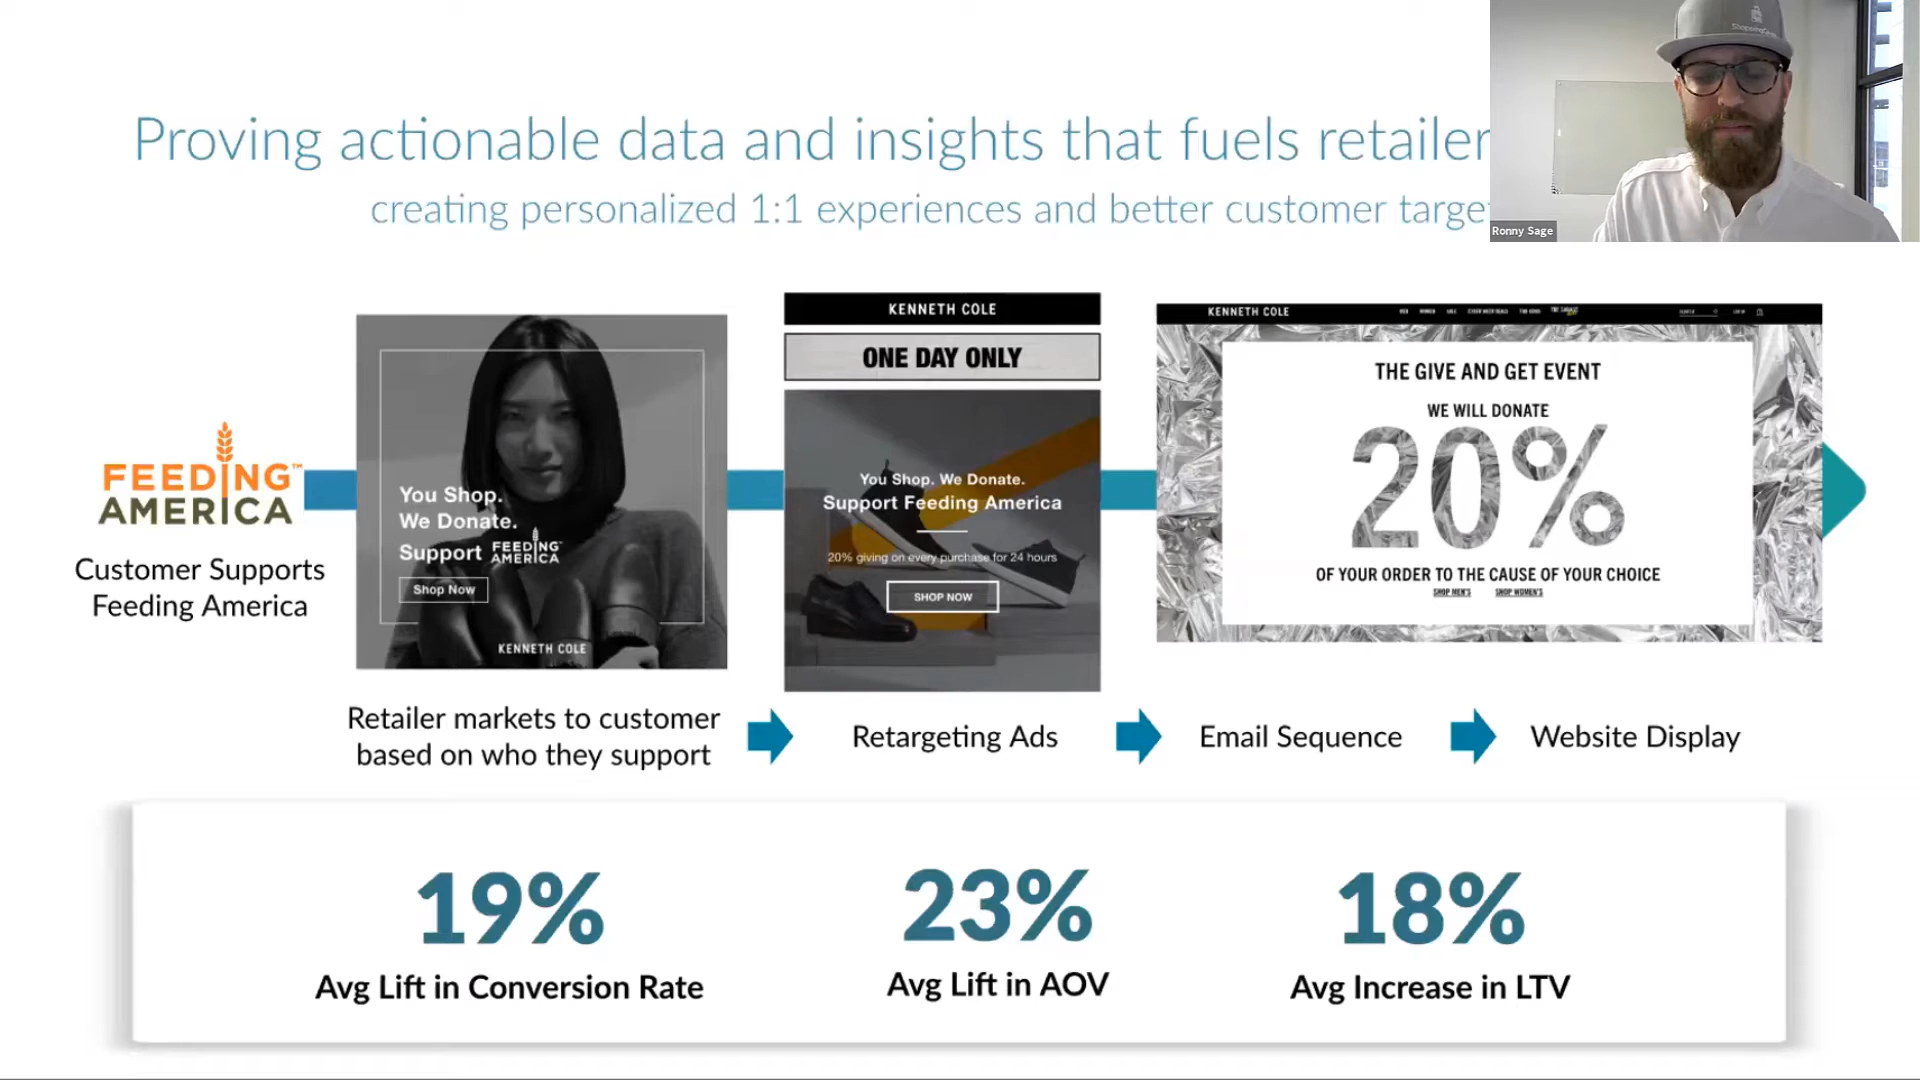 Proving actionable data and insights that fuels retailer
creating personalized 1:1 experiences and better customer targe
Ronny Sage
FEEDING™
AMERICA
Customer Supports
Feeding America
You Shop.
We Donate.
Support FEEDING AMERICA
Shop Now
KENNETH COLE
KENNETH COLE
ONE DAY ONLY
You Shop. We Donate.
Support Feeding America
20% giving on every purchase for 24 hours
SHOP NOW
KENNETH COLE
THE GIVE AND GET EVENT
WE WILL DONATE
20%
OF YOUR ORDER TO THE CAUSE OF YOUR CHOICE
SHOP MEN'S SHOP WOMEN'S
Retailer markets to customer
based on who they support
Retargeting Ads
Email Sequence
Website Display
19%
Avg Lift in Conversion Rate
23%
Avg Lift in AOV
18%
Avg Increase in LTV